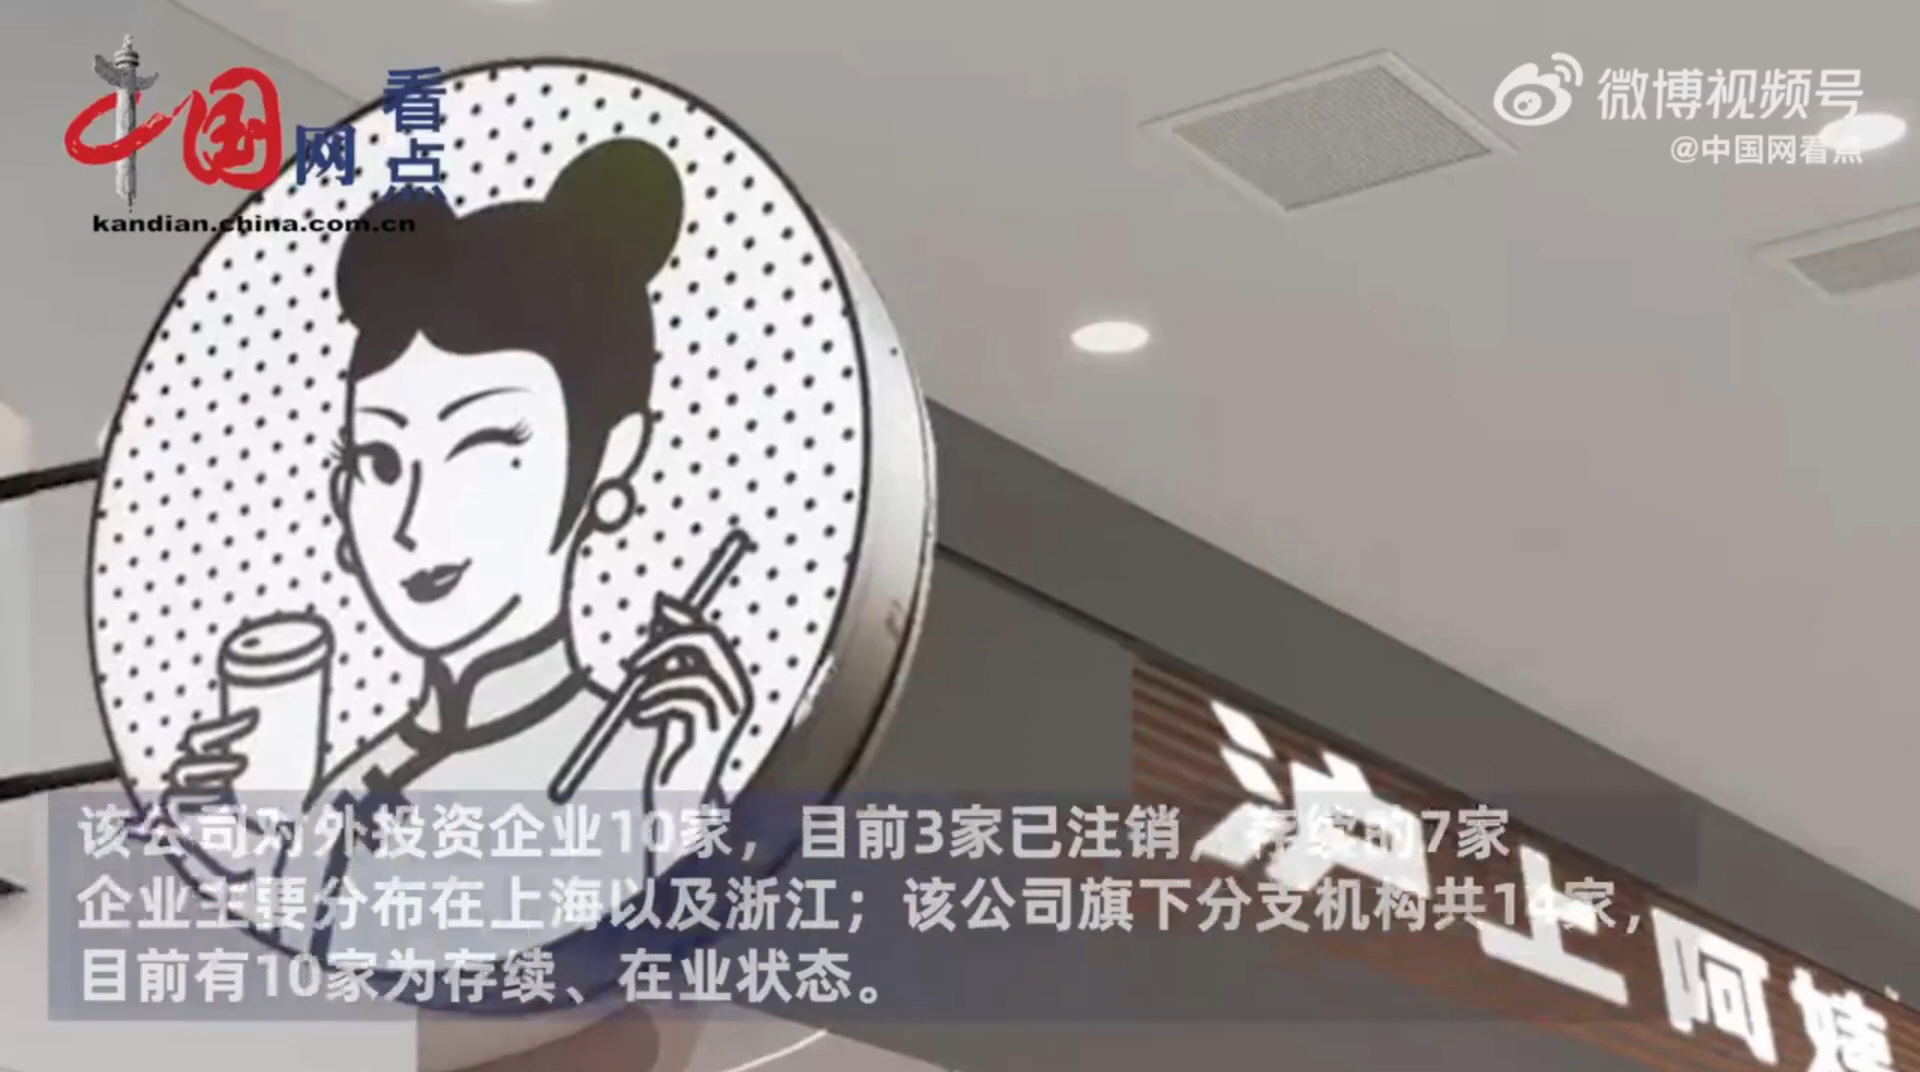 中国网
看点
kandian.china.com.cn
微博视频号
@中国网看点
该公司对外投资企业10家，目前3家已注销，存续的7家
企业主要分布在上海以及浙江；该公司旗下分支机构共14家，
目前有10家为存续、在业状态。
沪上阿姨